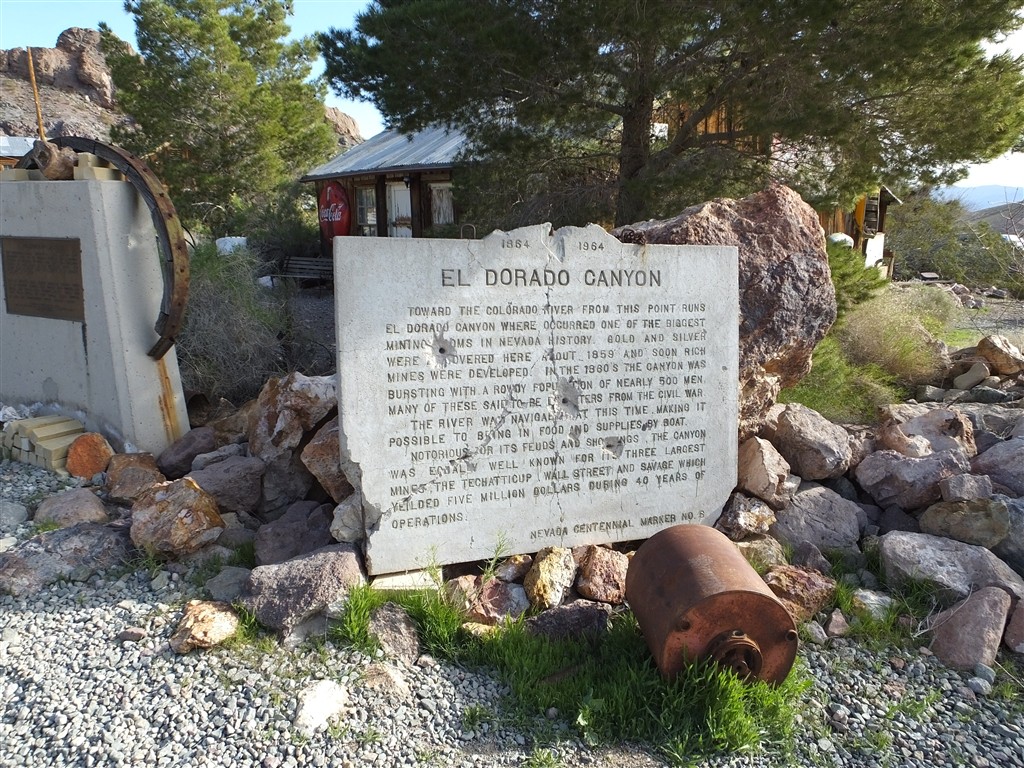 1864 1964
EL DORADO CANYON
TOWARD THE COLORADO RIVER FROM THIS POINT RUNS
EL DORADO CANYON WHERE OCCURRED ONE OF THE BIGGEST
MINING BOOMS IN NEVADA HISTORY. GOLD AND SILVER
WERE DISCOVERED HERE ABOUT 1859 AND SOON RICH
MINES WERE DEVELOPED. IN THE 1860'S THE CANYON WAS
BURSTING WITH A ROWDY POPULATION OF NEARLY 500 MEN.
MANY OF THESE SAID TO BE FROM THE CIVIL WAR.
THE RIVER WAS AT THIS TIME, MAKING IT
POSSIBLE TO BRING IN FOOD AND SUPPLIES BY BOAT.
NOTORIOUS FOR ITS FEUDS AND THE CANYON
WAS EQUALLY WELL KNOWN FOR ITS THREE LARGEST
MINES, THE TECHATTICUP, WALL STREET AND SAVAGE WHICH
YEILDED FIVE MILLION DOLLARS DURING 40 YEARS OF
OPERATIONS.
NEVADA CENTENNIAL MARKER NO. 8
Coca-Cola